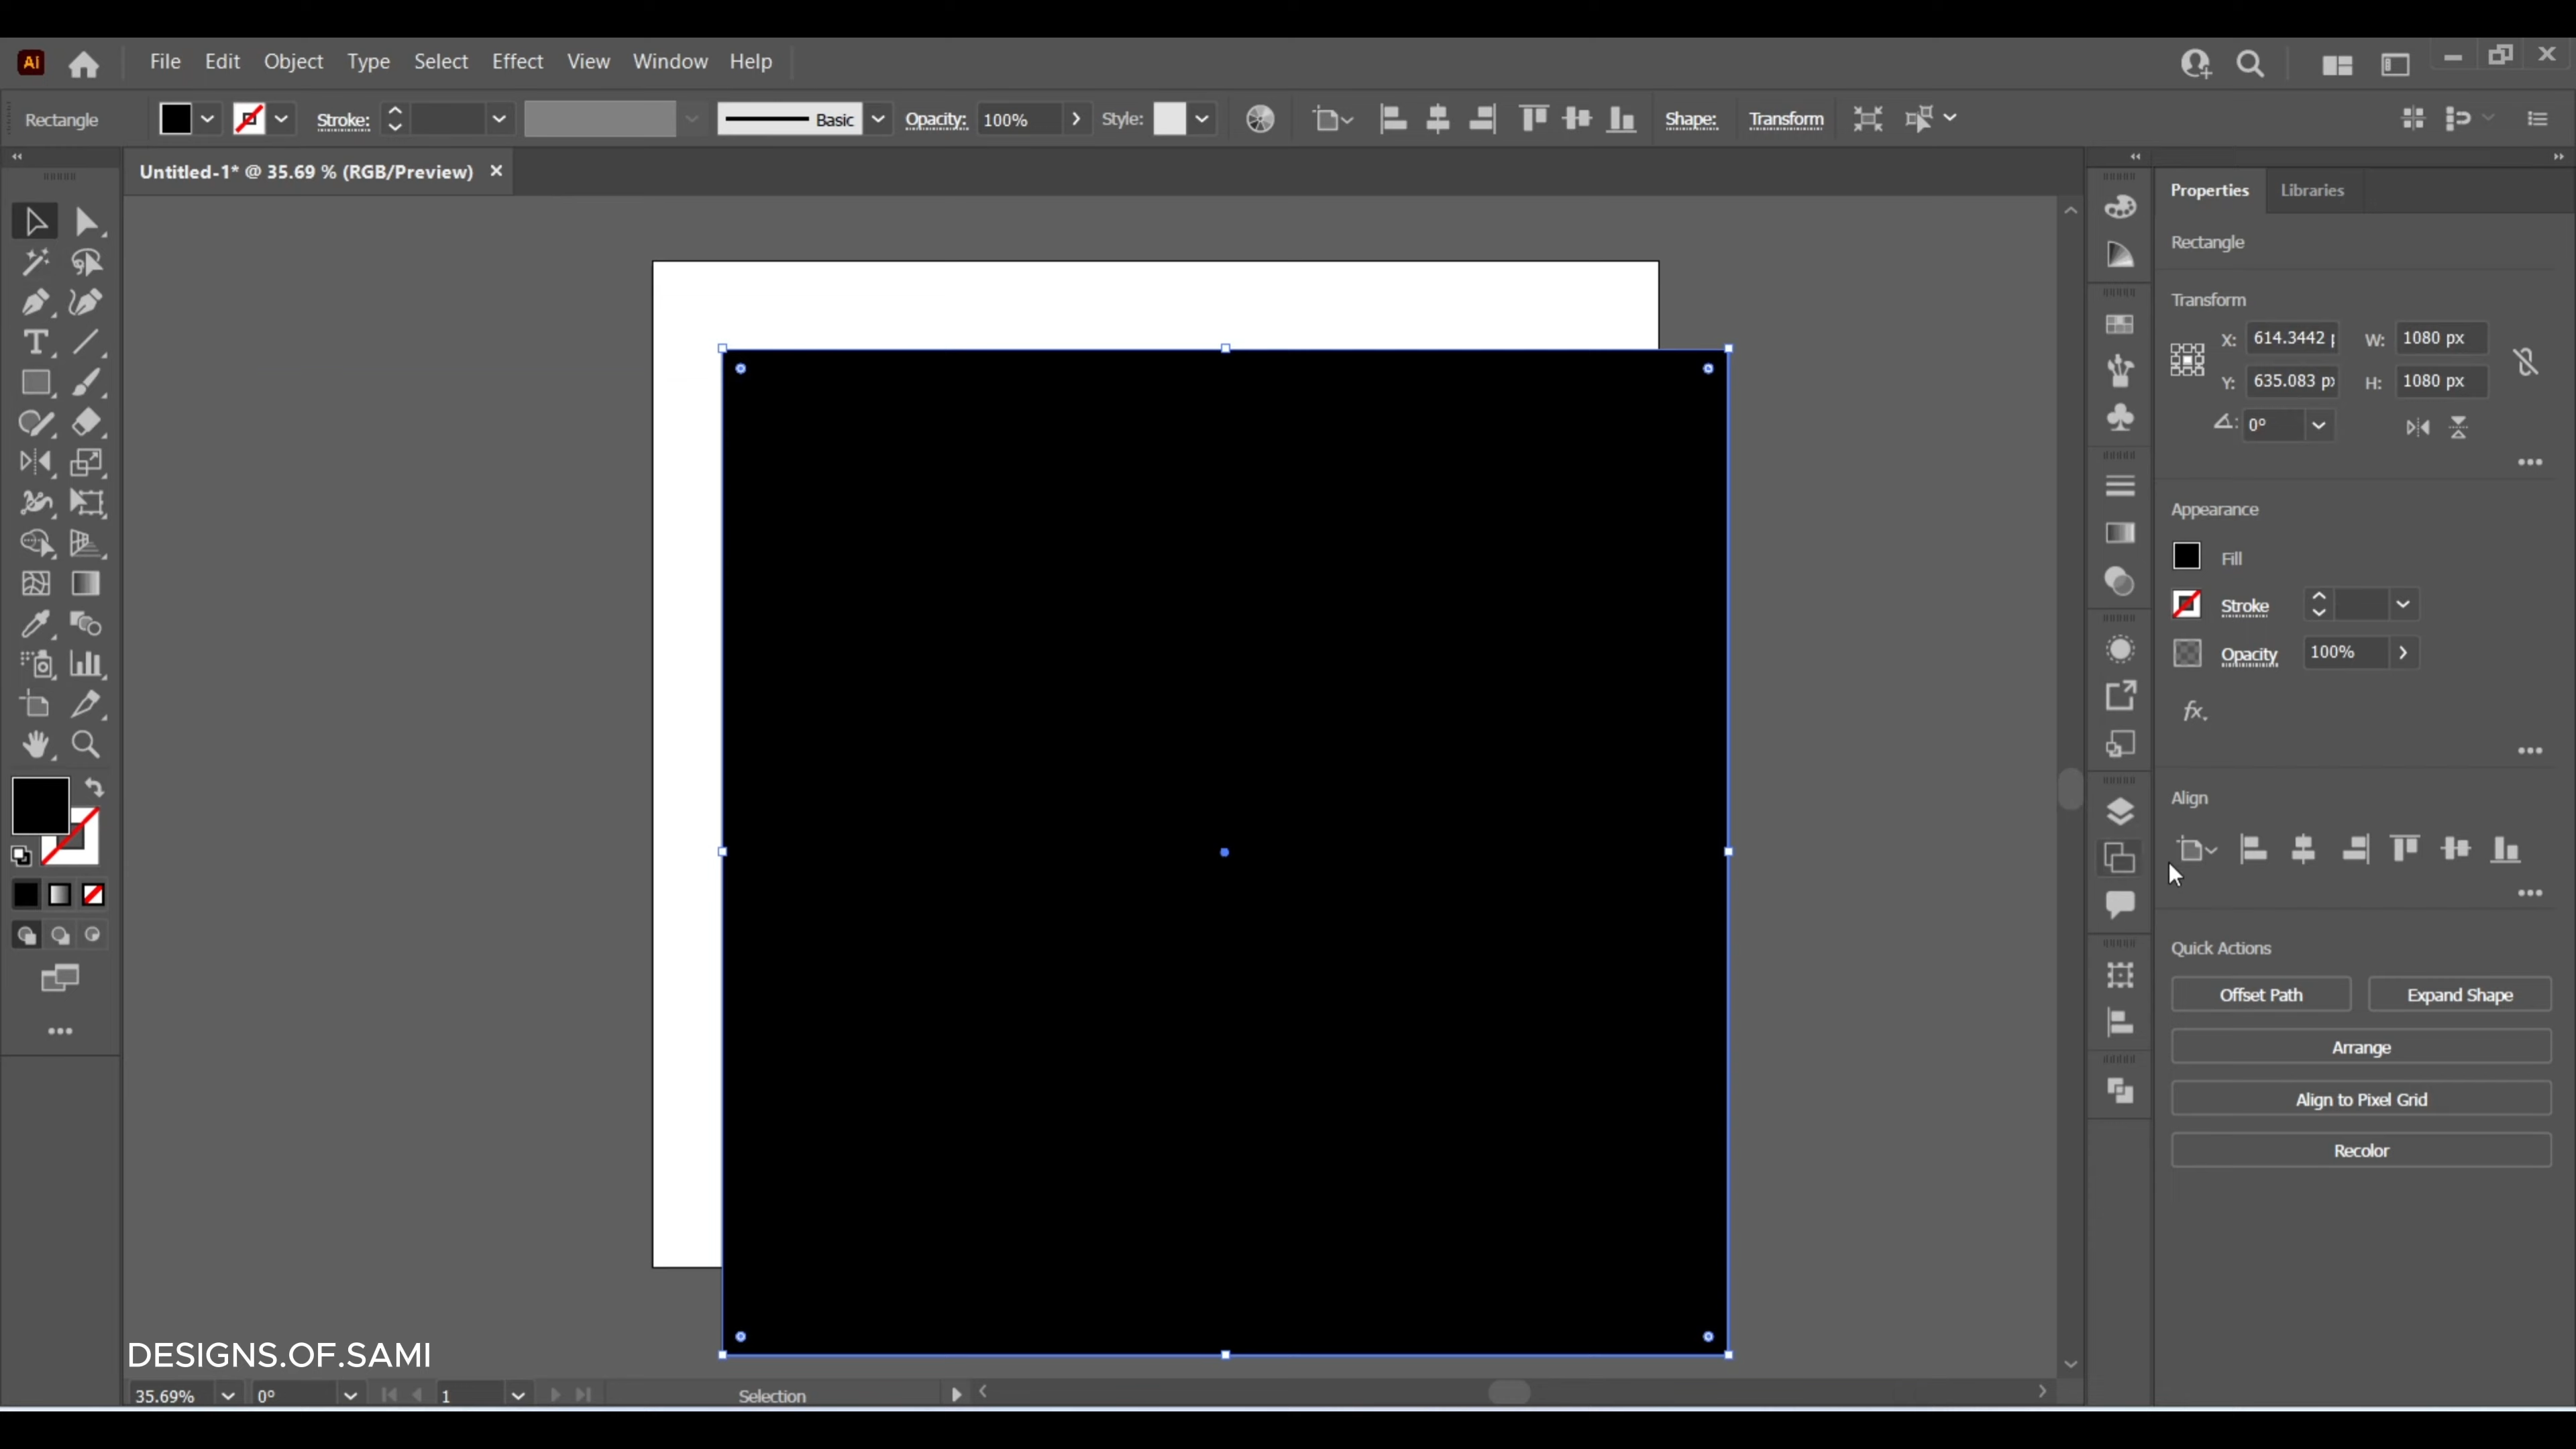 Ai
File Edit Object Type Select Effect View Window Help
Rectangle Stroke: Basic Opacity: 100% Style: Shape: Transform
Untitled-1* @ 35.69 % (RGB/Preview)
Properties Libraries
Rectangle
Transform
X: 614.3442 W: 1080 px
Y: 635.083 px H: 1080 px
0°
Appearance
Fill
Stroke
Opacity 100%
fx.
Align
Quick Actions
Offset Path Expand Shape
Arrange
Align to Pixel Grid
Recolor
DESIGNS.OF.SAMI
35.69% 0° 1 Selection